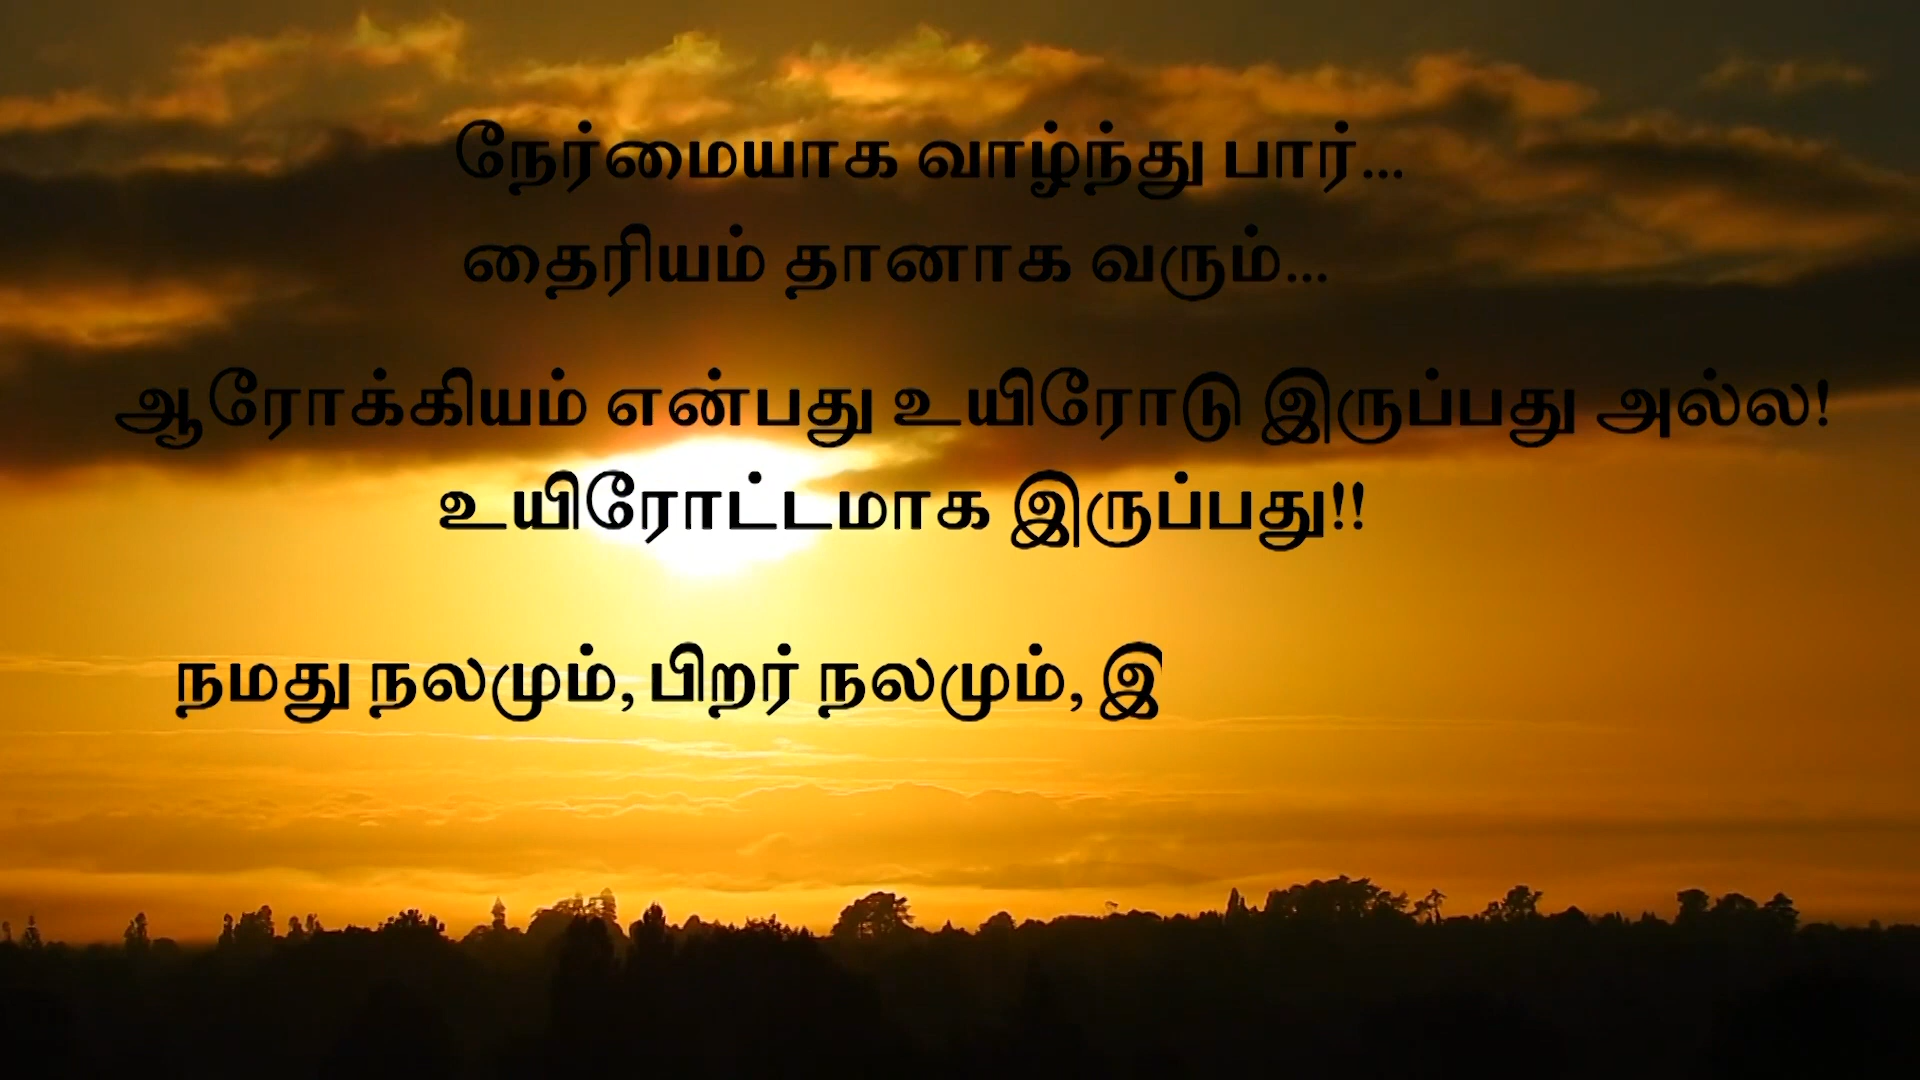 நேர்மையாக வாழ்ந்து பார்...
தைரியம் தானாக வரும்...
ஆரோக்கியம் என்பது உயிரோடு இருப்பது அல்ல!
உயிரோட்டமாக இருப்பது!!
நமது நலமும், பிறர் நலமும், இ